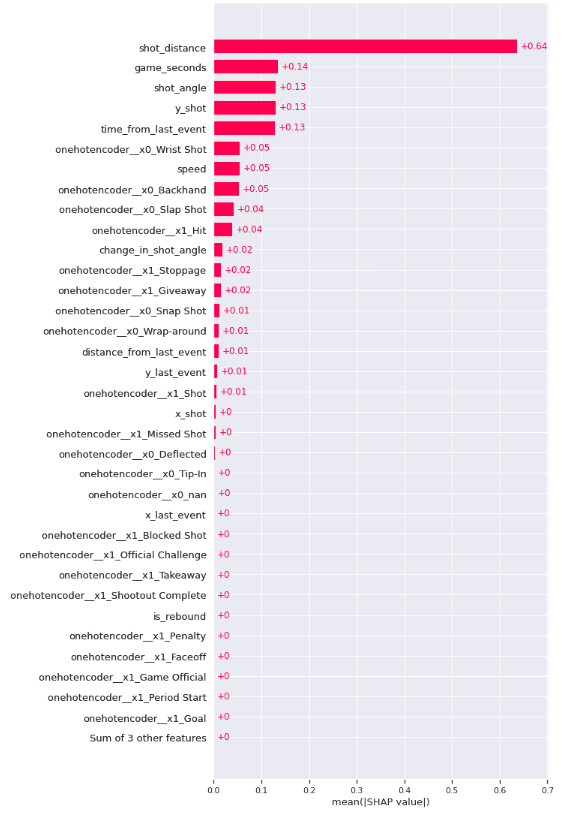 shot_distance +0.64
game_seconds +0.14
shot_angle +0.13
y_shot +0.13
time_from_last_event +0.13
onehotencoder__x0_Wrist Shot +0.05
speed +0.05
onehotencoder__x0_Backhand +0.05
onehotencoder__x0_Slap Shot +0.04
onehotencoder__x1_Hit +0.04
change_in_shot_angle +0.02
onehotencoder__x1_Stoppage +0.02
onehotencoder__x1_Giveaway +0.02
onehotencoder__x0_Snap Shot +0.01
onehotencoder__x0_Wrap-around +0.01
distance_from_last_event +0.01
y_last_event +0.01
onehotencoder__x1_Shot +0.01
x_shot +0
onehotencoder__x1_Missed Shot +0
onehotencoder__x0_Deflected +0
onehotencoder__x0_Tip-In +0
onehotencoder__x0_nan +0
x_last_event +0
onehotencoder__x1_Blocked Shot +0
onehotencoder__x1_Official Challenge +0
onehotencoder__x1_Takeaway +0
onehotencoder__x1_Shootout Complete +0
is_rebound +0
onehotencoder__x1_Penalty +0
onehotencoder__x1_Faceoff +0
onehotencoder__x1_Game Official +0
onehotencoder__x1_Period Start +0
onehotencoder__x1_Goal +0
Sum of 3 other features +0
0.0 0.1 0.2 0.3 0.4 0.5 0.6 0.7
mean(|SHAP value|)